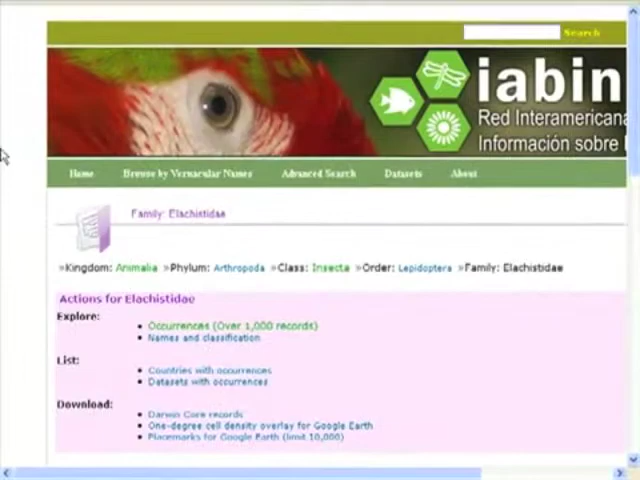 Search
iabin
Red Interamericana
Información sobre
Home Browse by Vernacular Names Advanced Search Datasets About
Family: Elachistidae
»Kingdom: Animalia »Phylum: Arthropoda »Class: Insecta »Order: Lepidoptera »Family: Elachistidae
Actions for Elachistidae
Explore:
• Occurrences (Over 1,000 records)
• Names and classification
List:
• Countries with occurrences
• Datasets with occurrences
Download:
• Darwin Core records
• One-degree cell density overlay for Google Earth
• Placemarks for Google Earth (limit 10,000)